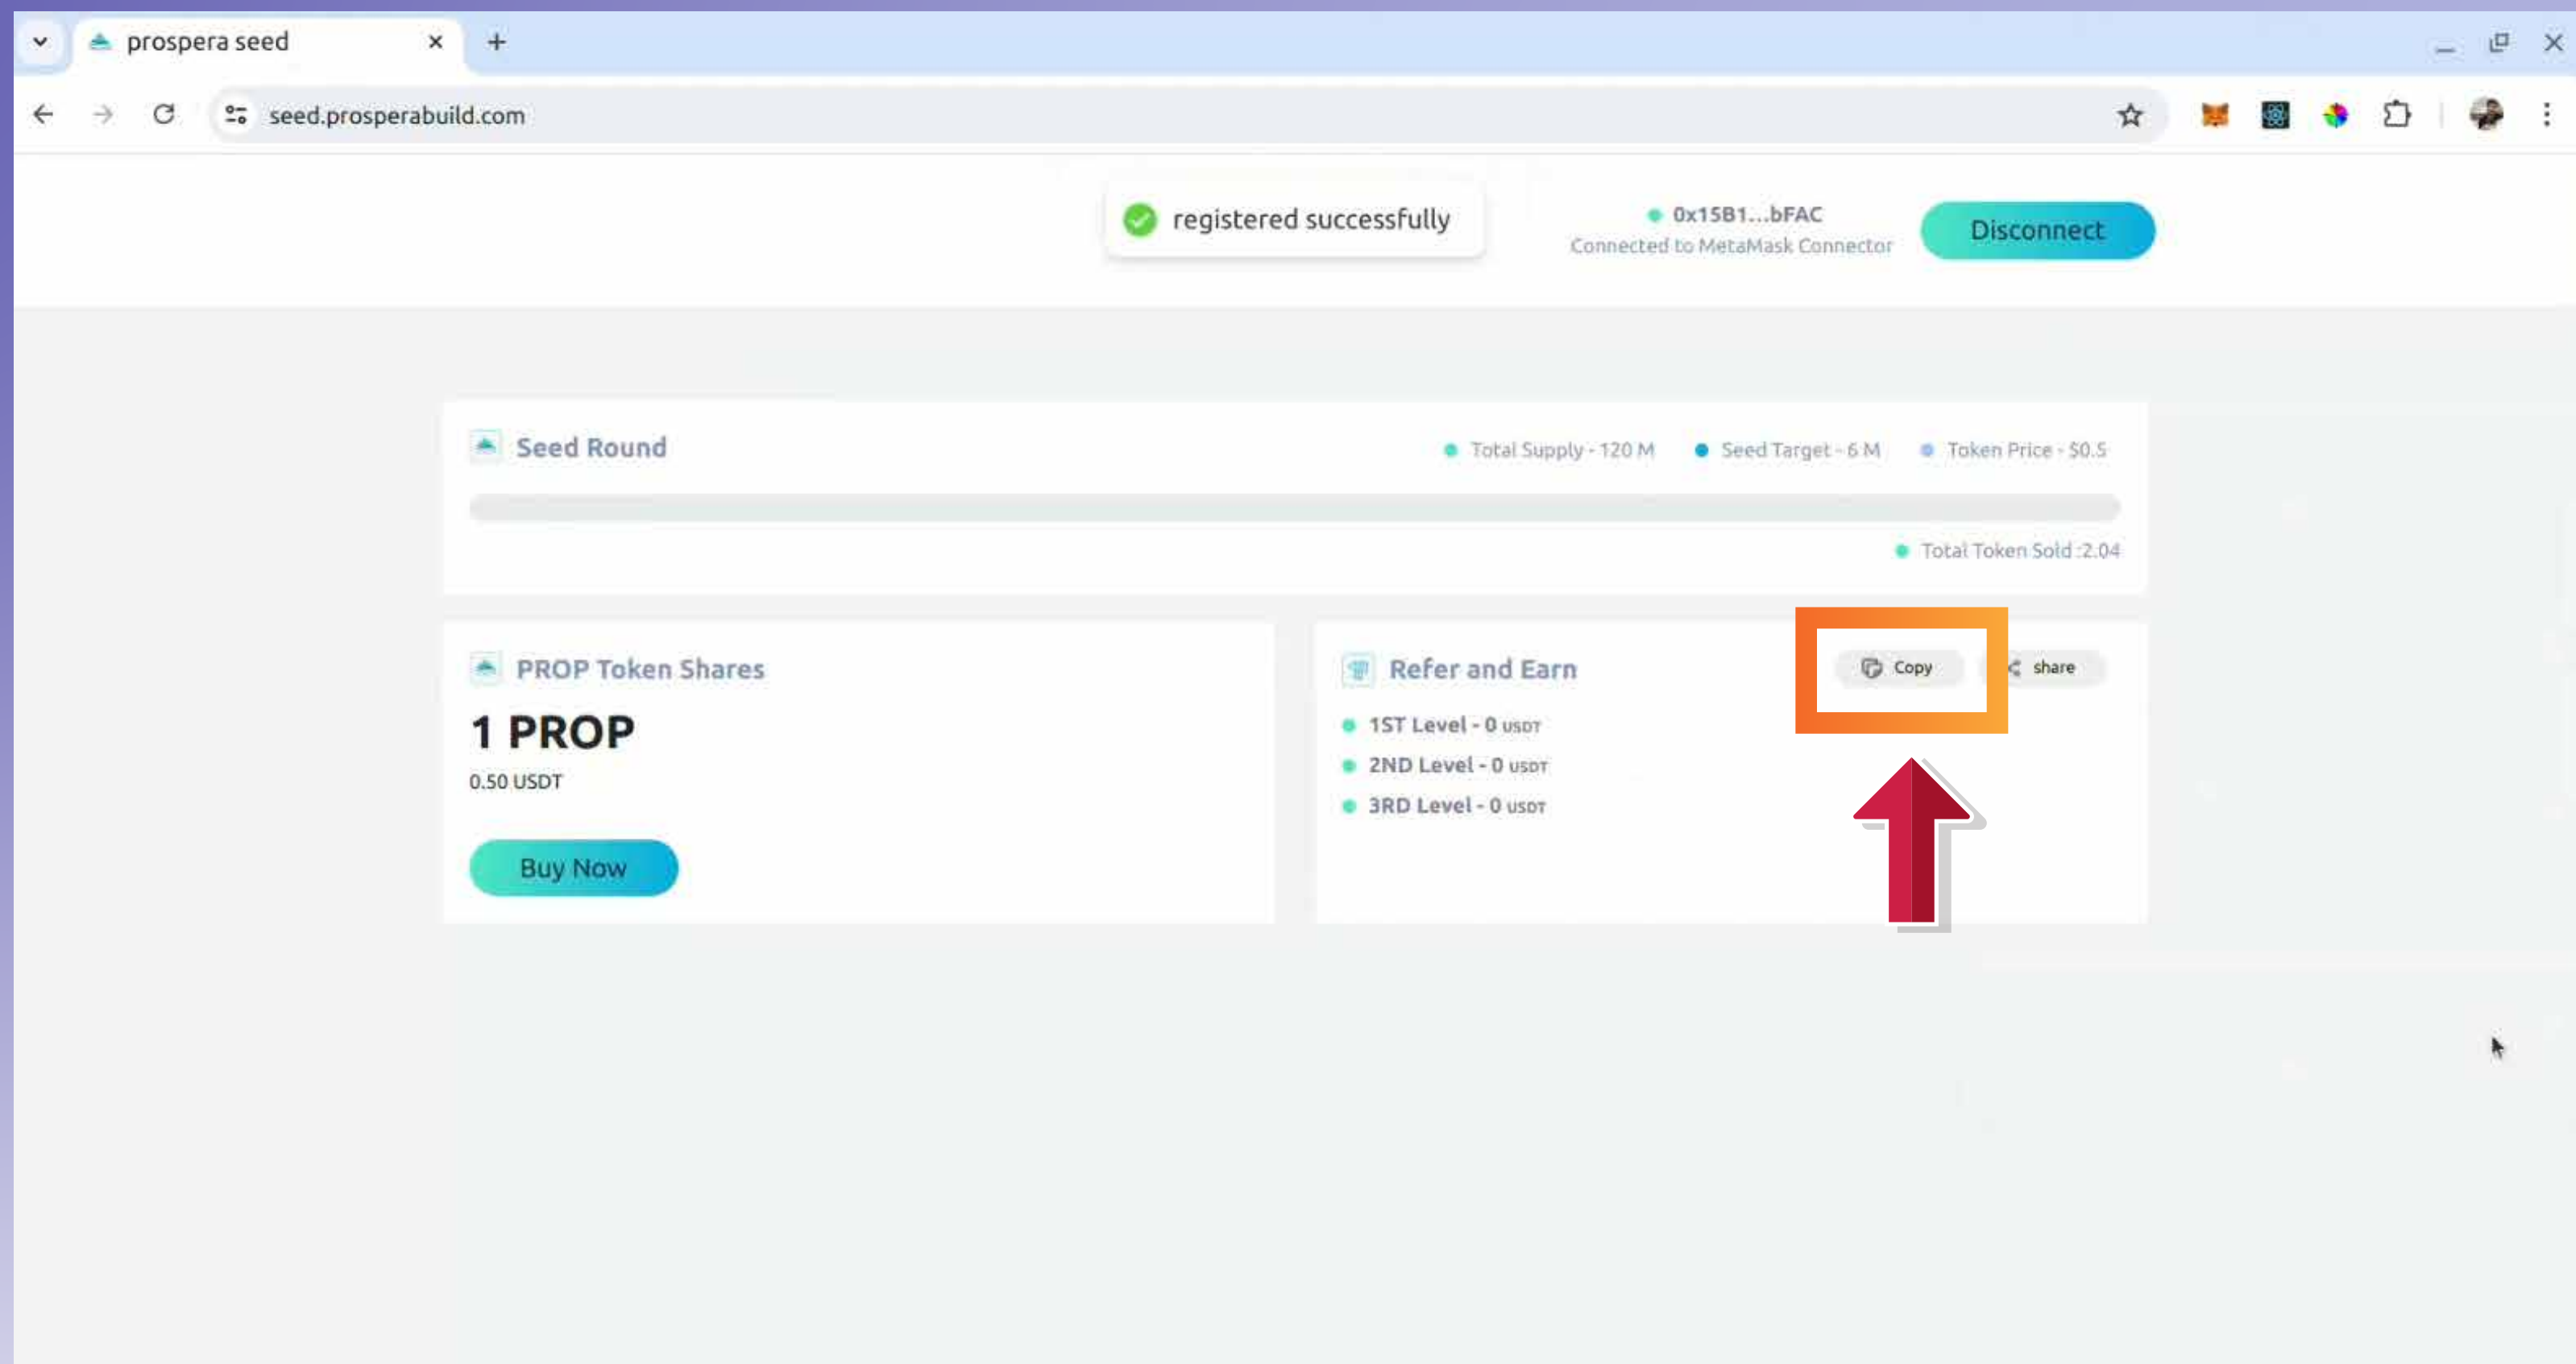 prospera seed
seed.prosperabuild.com
registered successfully
0x15B1...bFAC
Connected to MetaMask Connector
Disconnect
Seed Round
Total Supply - 120 M
Seed Target - 6 M
Token Price - $0.5
Total Token Sold :2.04
PROP Token Shares
1 PROP
0.50 USDT
Buy Now
Refer and Earn
Copy
share
1ST Level - 0 USDT
2ND Level - 0 USDT
3RD Level - 0 USDT